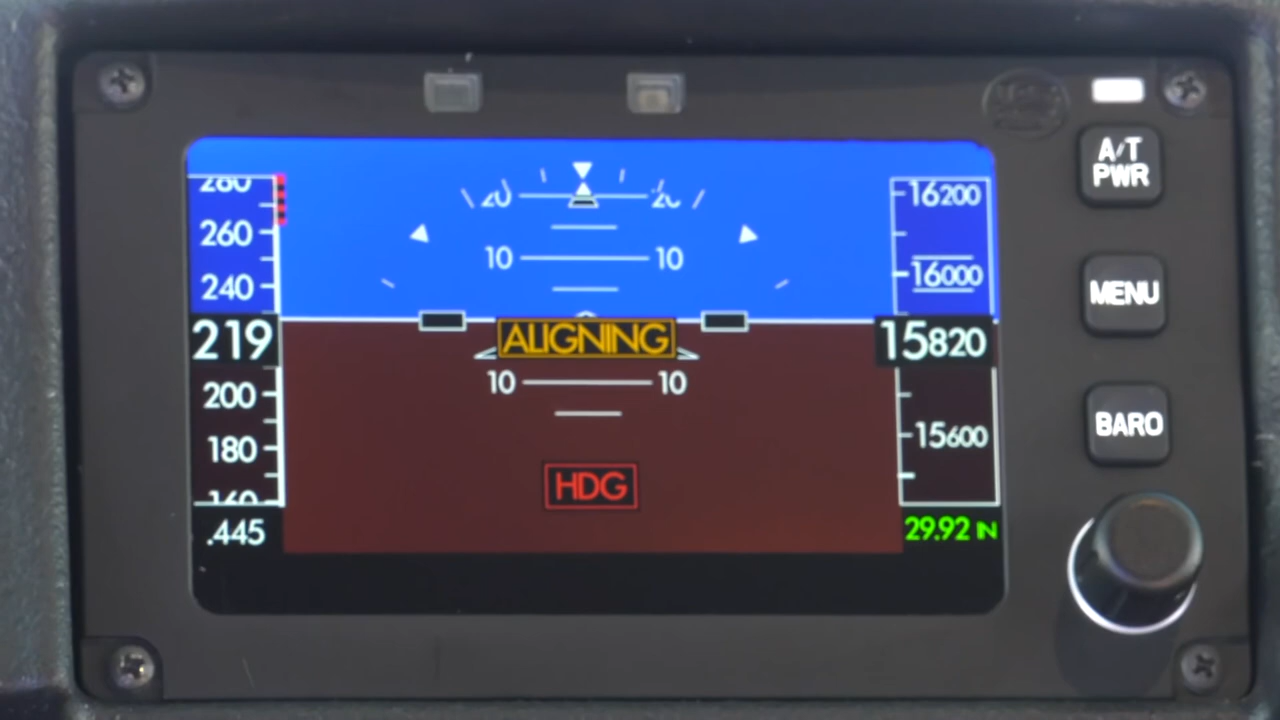 A/T
PWR
280
20 20
16200
260
10 10
240
16000
MENU
219
ALIGNING
15820
10 10
200
BARO
180
15600
HDG
160
.445
29.92 IN